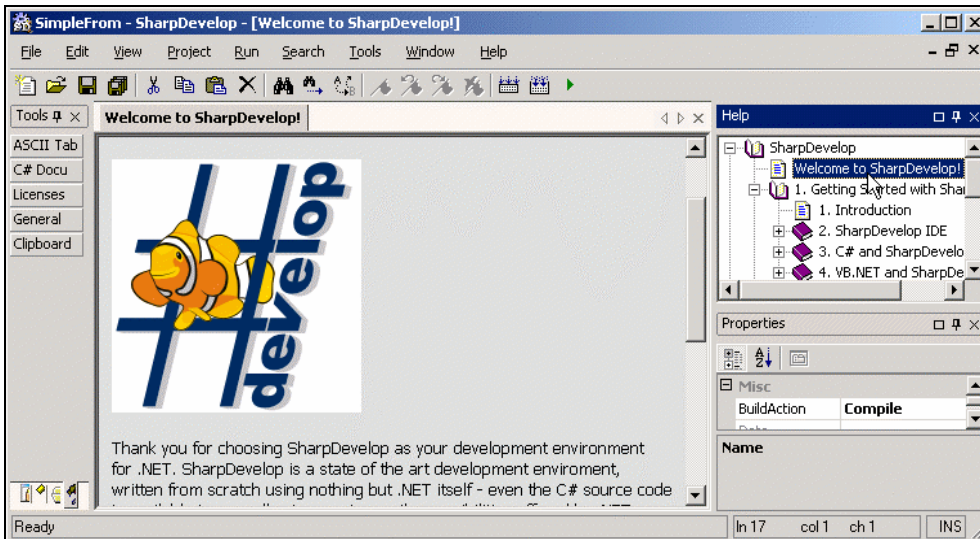 SimpleFrom - SharpDevelop - [Welcome to SharpDevelop!]
File Edit View Project Run Search Tools Window Help
Tools
ASCII Tab
C# Docu
Licenses
General
Clipboard
Welcome to SharpDevelop!
develop
Thank you for choosing SharpDevelop as your development environment
for .NET. SharpDevelop is a state of the art development enviroment,
written from scratch using nothing but .NET itself - even the C# source code
Help
SharpDevelop
Welcome to SharpDevelop!
1. Getting Started with Shar
1. Introduction
2. SharpDevelop IDE
3. C# and SharpDevelo
4. VB.NET and SharpDe
Properties
Misc
BuildAction Compile
Name
Ready
ln 17 col 1 ch 1 INS